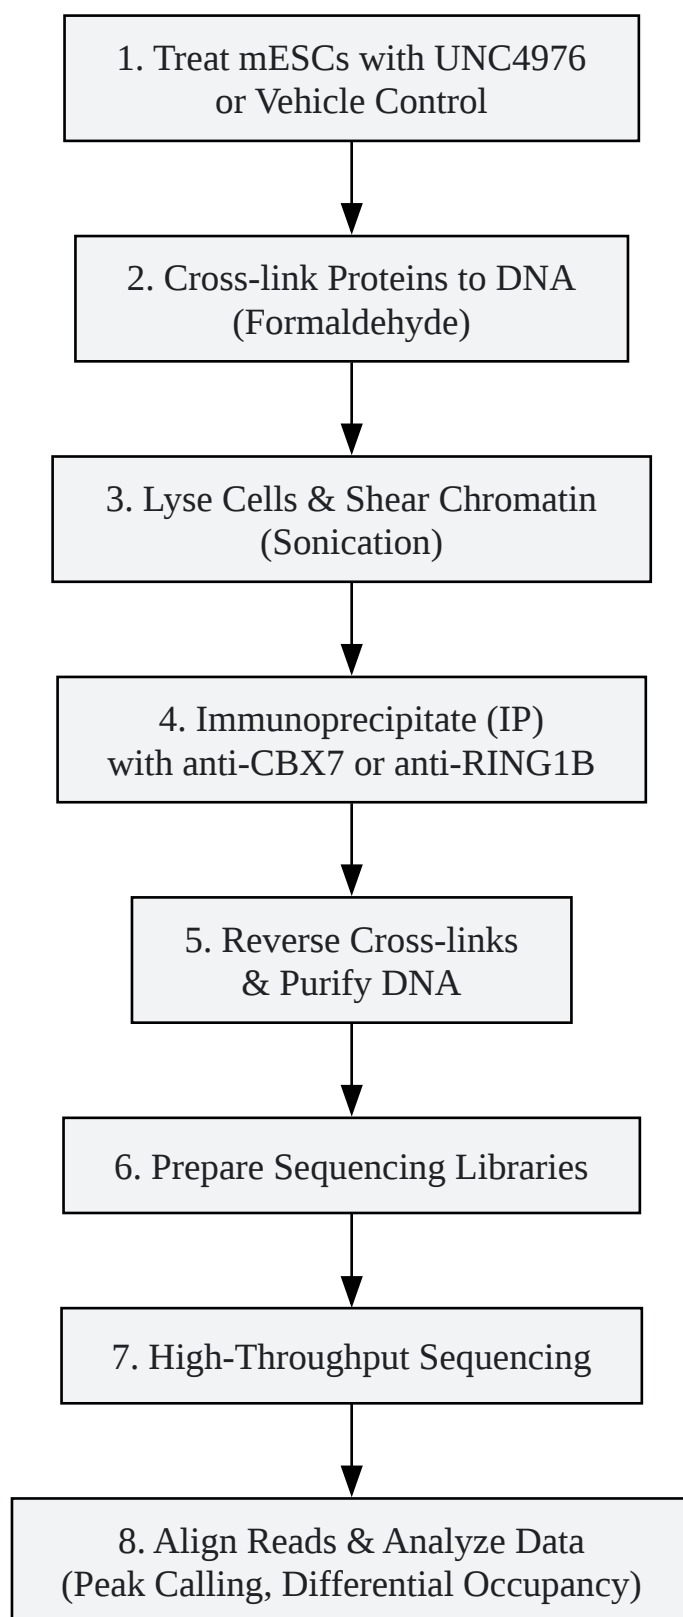 1. Treat mESCs with UNC4976
or Vehicle Control
2. Cross-link Proteins to DNA
(Formaldehyde)
3. Lyse Cells & Shear Chromatin
(Sonication)
4. Immunoprecipitate (IP)
with anti-CBX7 or anti-RING1B
5. Reverse Cross-links
& Purify DNA
6. Prepare Sequencing Libraries
7. High-Throughput Sequencing
8. Align Reads & Analyze Data
(Peak Calling, Differential Occupancy)